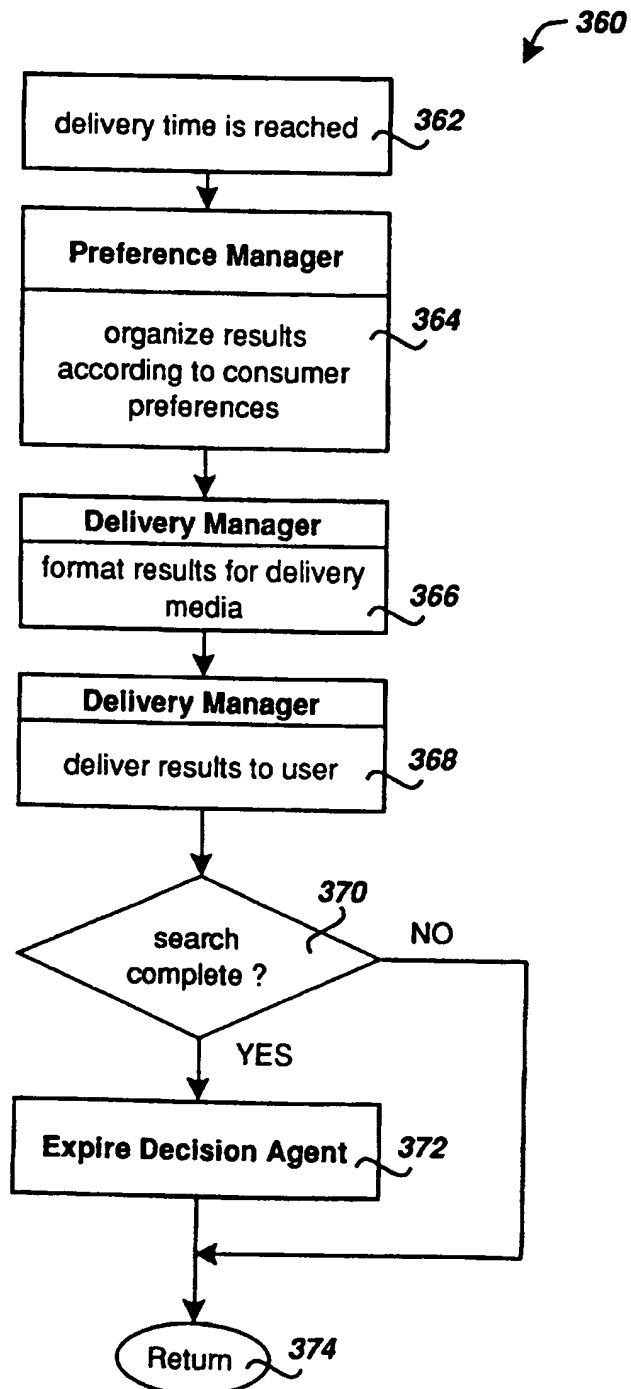 360
delivery time is reached
362
Preference Manager
organize results
according to consumer
preferences
364
Delivery Manager
format results for delivery
media
366
Delivery Manager
deliver results to user
368
search
complete ?
370
NO
YES
Expire Decision Agent
372
Return
374